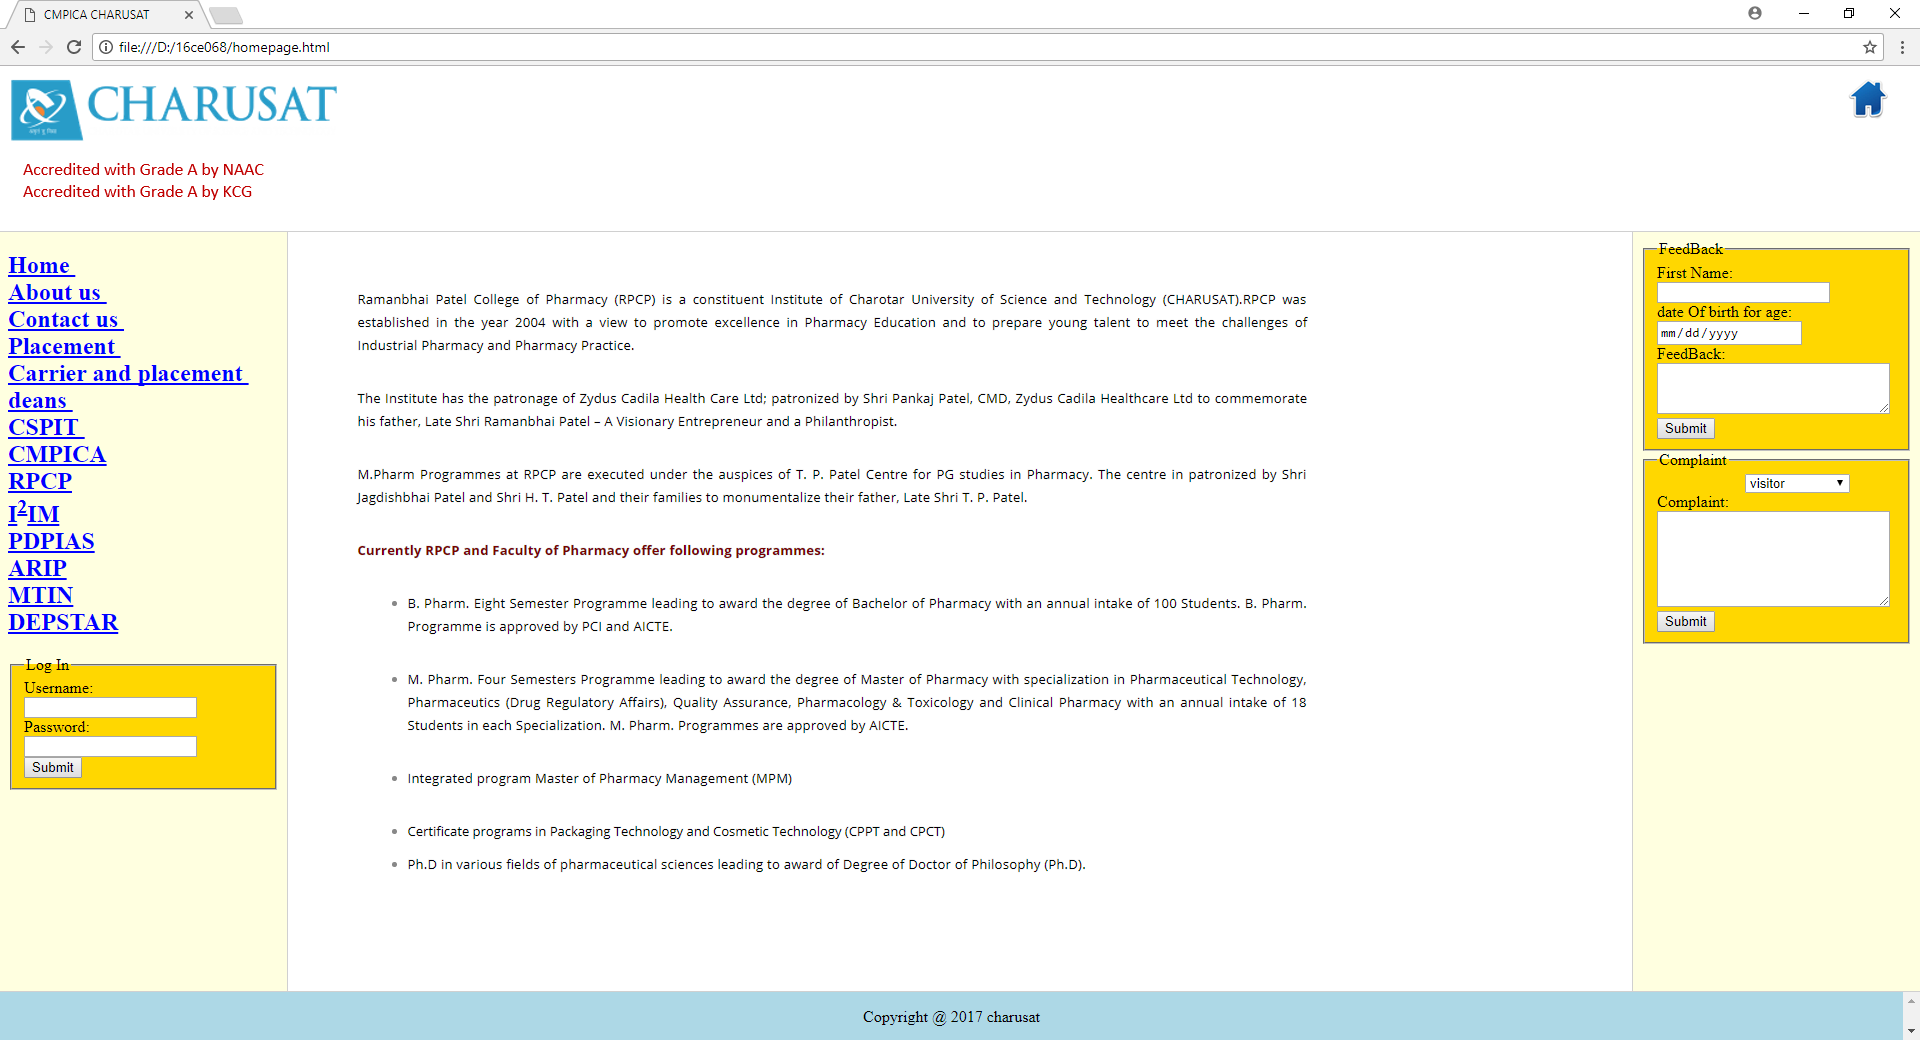 CMPICA CHARUSAT
file:///D:/16ce068/homepage.html
CHARUSAT
Accredited with Grade A by NAAC
Accredited with Grade A by KCG
Home
About us
Contact us
Placement
Carrier and placement
deans
CSPIT
CMPICA
RPCP
I²IM
PDPIAS
ARIP
MTIN
DEPSTAR
Log In
Username:
Password:
Submit
Ramanbhai Patel College of Pharmacy (RPCP) is a constituent Institute of Charotar University of Science and Technology (CHARUSAT).RPCP was
established in the year 2004 with a view to promote excellence in Pharmacy Education and to prepare young talent to meet the challenges of
Industrial Pharmacy and Pharmacy Practice.
The Institute has the patronage of Zydus Cadila Health Care Ltd; patronized by Shri Pankaj Patel, CMD, Zydus Cadila Healthcare Ltd to commemorate
his father, Late Shri Ramanbhai Patel – A Visionary Entrepreneur and a Philanthropist.
M.Pharm Programmes at RPCP are executed under the auspices of T. P. Patel Centre for PG studies in Pharmacy. The centre in patronized by Shri
Jagdishbhai Patel and Shri H. T. Patel and their families to monumentalize their father, Late Shri T. P. Patel.
Currently RPCP and Faculty of Pharmacy offer following programmes:
B. Pharm. Eight Semester Programme leading to award the degree of Bachelor of Pharmacy with an annual intake of 100 Students. B. Pharm.
Programme is approved by PCI and AICTE.
M. Pharm. Four Semesters Programme leading to award the degree of Master of Pharmacy with specialization in Pharmaceutical Technology,
Pharmaceutics (Drug Regulatory Affairs), Quality Assurance, Pharmacology & Toxicology and Clinical Pharmacy with an annual intake of 18
Students in each Specialization. M. Pharm. Programmes are approved by AICTE.
Integrated program Master of Pharmacy Management (MPM)
Certificate programs in Packaging Technology and Cosmetic Technology (CPPT and CPCT)
Ph.D in various fields of pharmaceutical sciences leading to award of Degree of Doctor of Philosophy (Ph.D).
FeedBack
First Name:
date Of birth for age:
mm/dd/yyyy
FeedBack:
Submit
Complaint
visitor
Complaint:
Submit
Copyright @ 2017 charusat